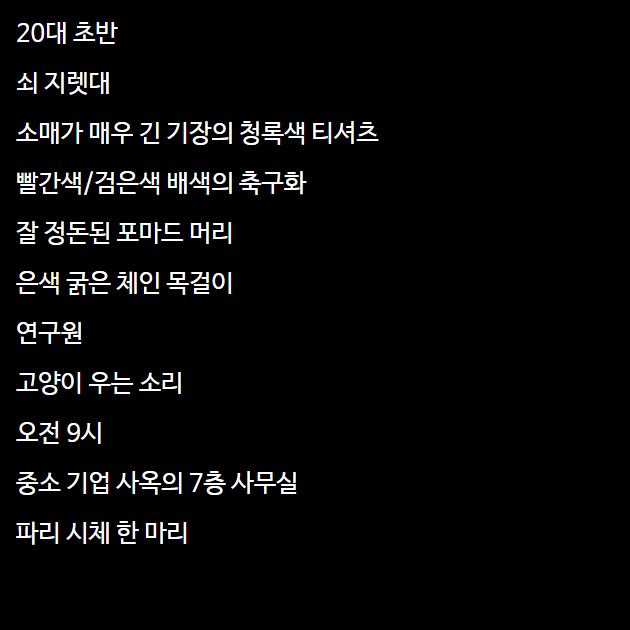 20대 초반
쇠 지렛대
소매가 매우 긴 기장의 청록색 티셔츠
빨간색/검은색 배색의 축구화
잘 정돈된 포마드 머리
은색 굵은 체인 목걸이
연구원
고양이 우는 소리
오전 9시
중소 기업 사옥의 7층 사무실
파리 시체 한 마리